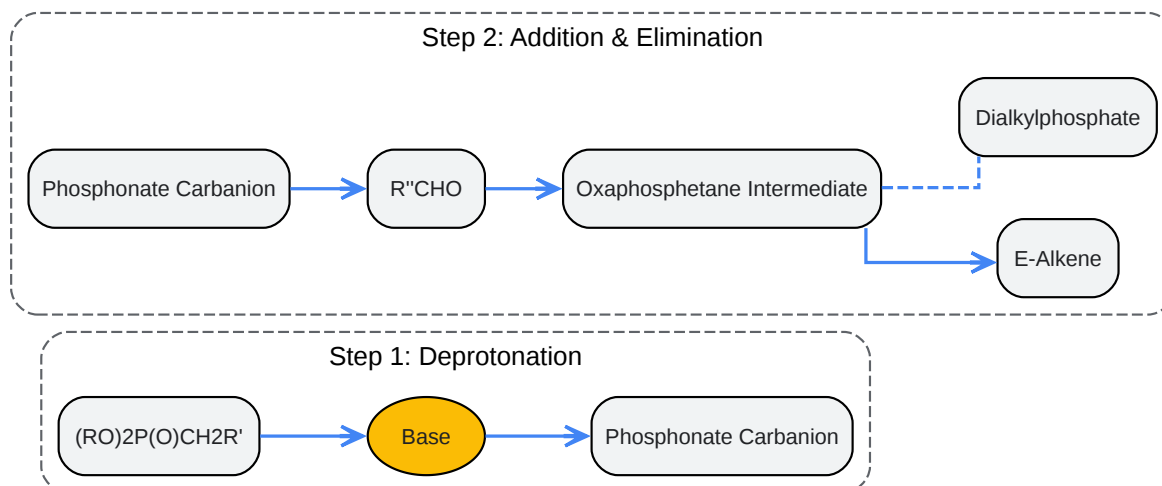 Step 2: Addition & Elimination
Dialkylphosphate
Phosphonate Carbanion
R"CHO
Oxaphosphetane Intermediate
E-Alkene
Step 1: Deprotonation
(RO)2P(O)CH2R'
Base
Phosphonate Carbanion